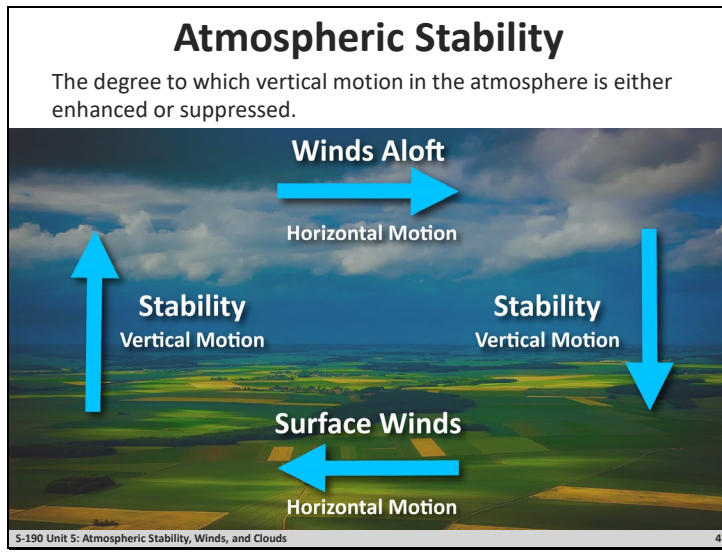 Atmospheric Stability
The degree to which vertical motion in the atmosphere is either
enhanced or suppressed.
Winds Aloft
Horizontal Motion
Stability
Vertical Motion
Stability
Vertical Motion
Surface Winds
Horizontal Motion
S-190 Unit 5: Atmospheric Stability, Winds, and Clouds
4